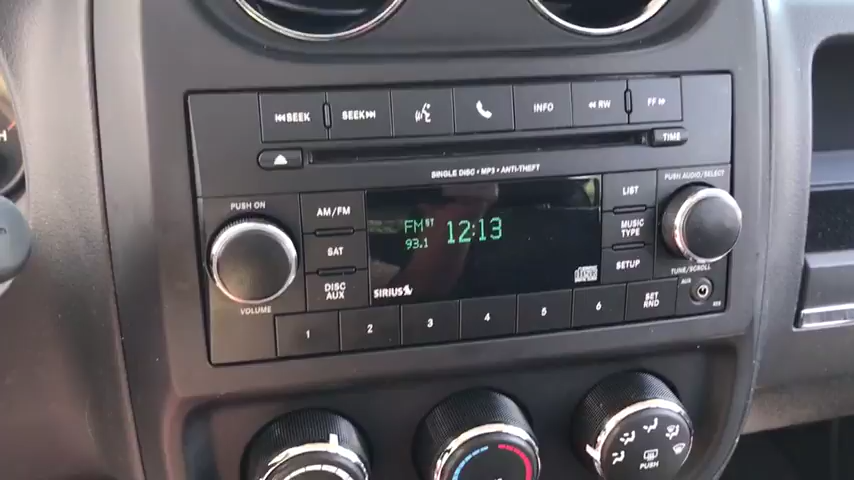 ⏮SEEK SEEK⏭ INFO ◀◀ RW FF ▶▶
TIME
SINGLE DISC • MP3 • ANTI-THEFT
PUSH ON
AM/FM
SAT
DISC AUX
VOLUME
FM ST 12:13
93.1
SIRIUS
LIST
MUSIC TYPE
SETUP
PUSH AUDIO/SELECT
TUNE/SCROLL
1 2 3 4 5 6 SET RND
AUX
PUSH
H